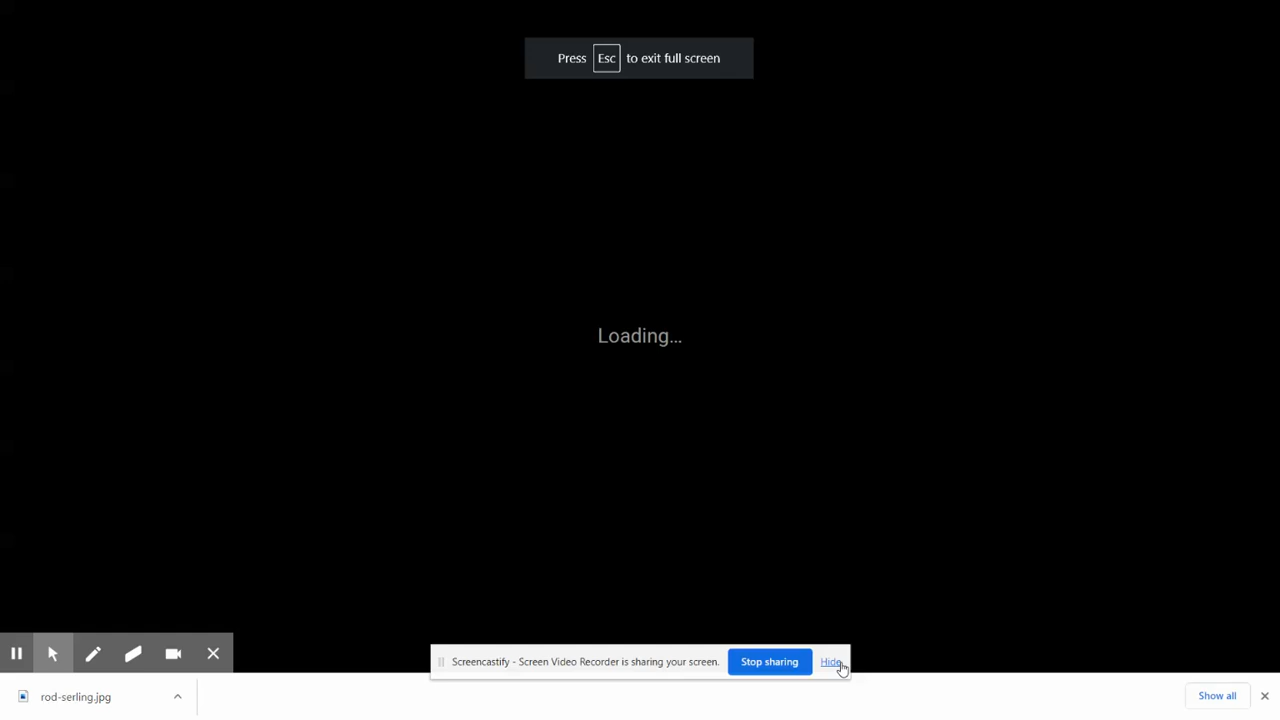 Press Esc to exit full screen
Loading...
Screencastify - Screen Video Recorder is sharing your screen. Stop sharing Hide
rod-serling.jpg Show all